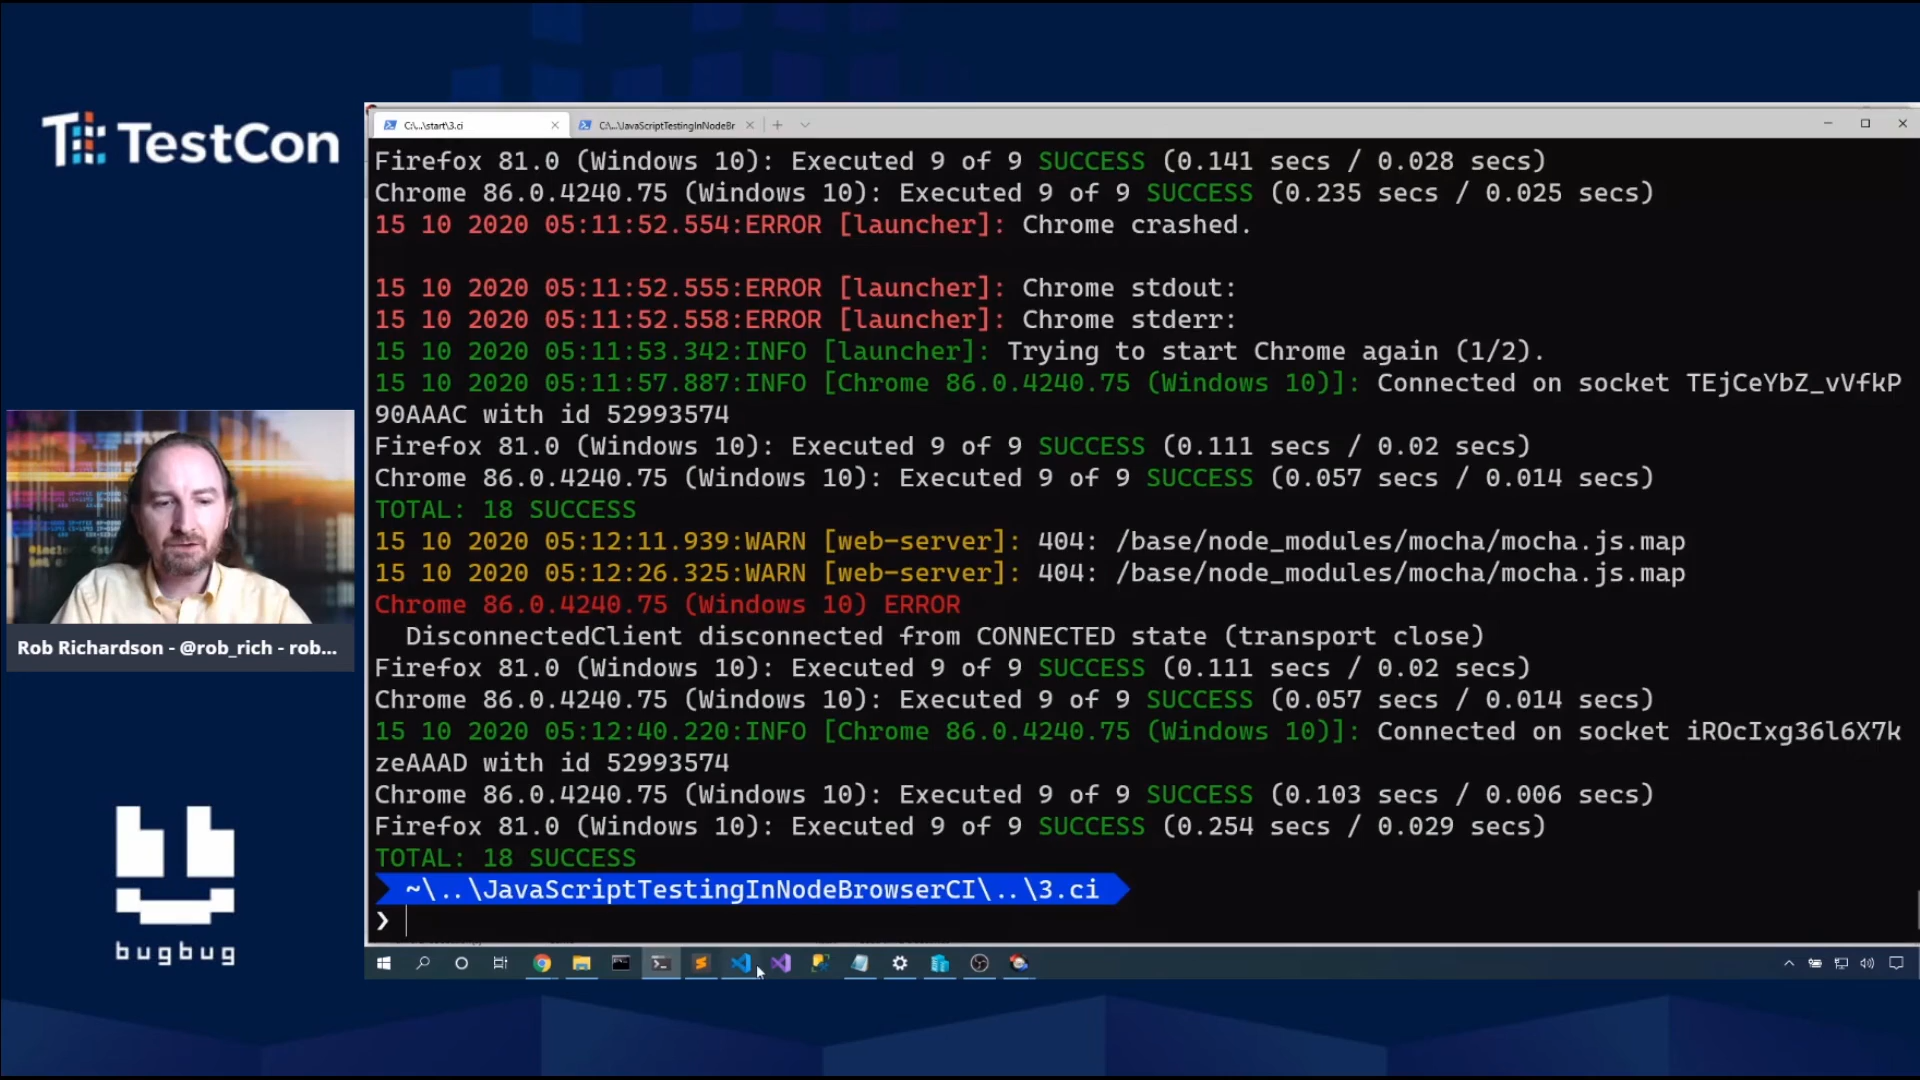 TestCon
C:\...\start\3.ci
C:\...\JavaScriptTestingInNodeBr
Firefox 81.0 (Windows 10): Executed 9 of 9 SUCCESS (0.141 secs / 0.028 secs)
Chrome 86.0.4240.75 (Windows 10): Executed 9 of 9 SUCCESS (0.235 secs / 0.025 secs)
15 10 2020 05:11:52.554:ERROR [launcher]: Chrome crashed.
15 10 2020 05:11:52.555:ERROR [launcher]: Chrome stdout:
15 10 2020 05:11:52.558:ERROR [launcher]: Chrome stderr:
15 10 2020 05:11:53.342:INFO [launcher]: Trying to start Chrome again (1/2).
15 10 2020 05:11:57.887:INFO [Chrome 86.0.4240.75 (Windows 10)]: Connected on socket TEjCeYbZ_vVfkP
90AAAC with id 52993574
Firefox 81.0 (Windows 10): Executed 9 of 9 SUCCESS (0.111 secs / 0.02 secs)
Chrome 86.0.4240.75 (Windows 10): Executed 9 of 9 SUCCESS (0.057 secs / 0.014 secs)
TOTAL: 18 SUCCESS
15 10 2020 05:12:11.939:WARN [web-server]: 404: /base/node_modules/mocha/mocha.js.map
15 10 2020 05:12:26.325:WARN [web-server]: 404: /base/node_modules/mocha/mocha.js.map
Chrome 86.0.4240.75 (Windows 10) ERROR
DisconnectedClient disconnected from CONNECTED state (transport close)
Firefox 81.0 (Windows 10): Executed 9 of 9 SUCCESS (0.111 secs / 0.02 secs)
Chrome 86.0.4240.75 (Windows 10): Executed 9 of 9 SUCCESS (0.057 secs / 0.014 secs)
15 10 2020 05:12:40.220:INFO [Chrome 86.0.4240.75 (Windows 10)]: Connected on socket iROcIxg36l6X7k
zeAAAD with id 52993574
Chrome 86.0.4240.75 (Windows 10): Executed 9 of 9 SUCCESS (0.103 secs / 0.006 secs)
Firefox 81.0 (Windows 10): Executed 9 of 9 SUCCESS (0.254 secs / 0.029 secs)
TOTAL: 18 SUCCESS
~\..\JavaScriptTestingInNodeBrowserCI\..\3.ci
❯
Rob Richardson - @rob_rich - rob...
bugbug